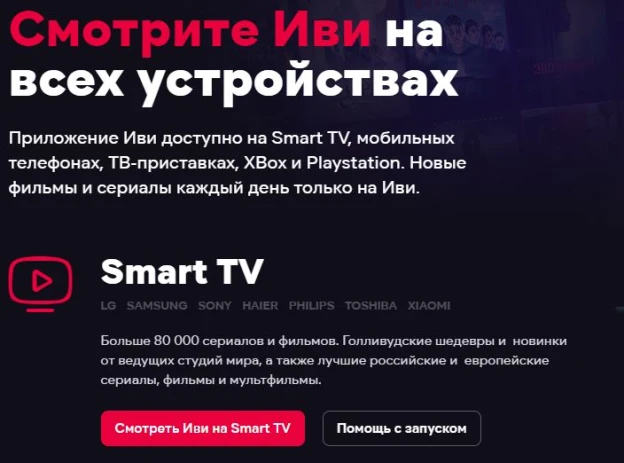 Смотрите Иви на
всех устройствах
Приложение Иви доступно на Smart TV, мобильных
телефонах, ТВ-приставках, XBox и Playstation. Новые
фильмы и сериалы каждый день только на Иви.
Smart TV
LG SAMSUNG SONY HAIER PHILIPS TOSHIBA XIAOMI
Больше 80 000 сериалов и фильмов. Голливудские шедевры и новинки
от ведущих студий мира, а также лучшие российские и европейские
сериалы, фильмы и мультфильмы.
Смотреть Иви на Smart TV Помощь с запуском